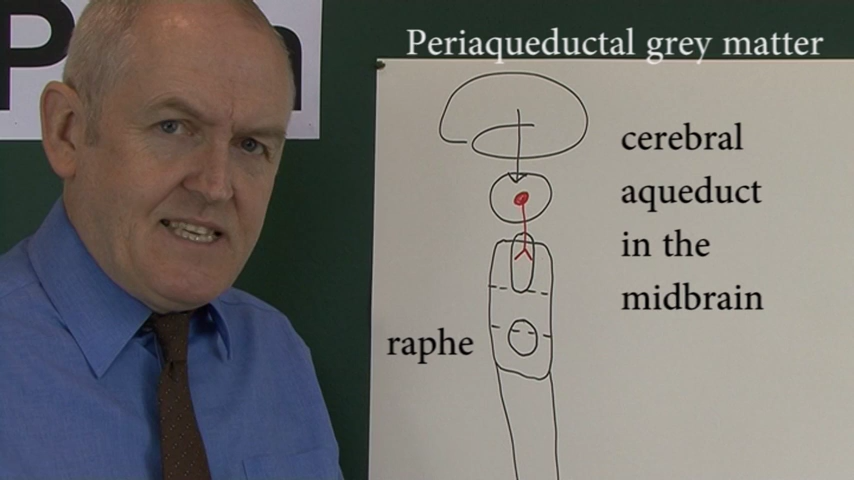 Periaqueductal grey matter
cerebral
aqueduct
in the
midbrain
raphe